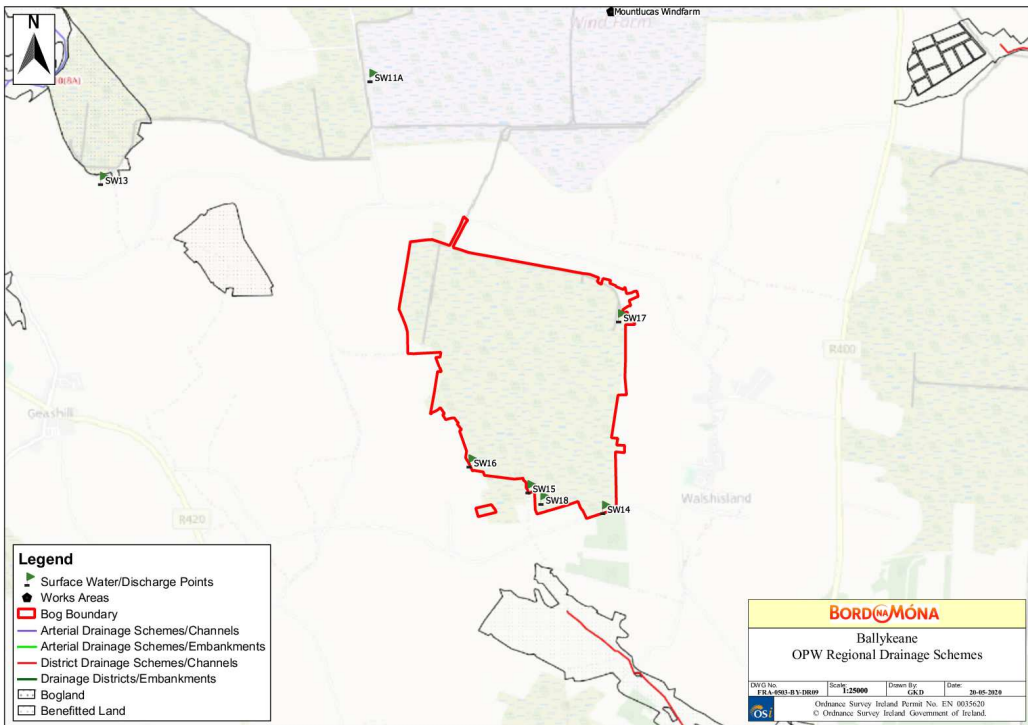 N
Mountlucas Windfarm
Wind Farm
SW11A
SW13
SW17
R400
Geashill
SW16
SW15
SW18
SW14
Walshisland
R420
Legend
Surface Water/Discharge Points
Works Areas
Bog Boundary
Arterial Drainage Schemes/Channels
Arterial Drainage Schemes/Embankments
District Drainage Schemes/Channels
Drainage Districts/Embankments
Bogland
Benefitted Land
BORD NA MÓNA
Ballykeane
OPW Regional Drainage Schemes
DWG No. Scale: Drawn By: Date:
FRA-0503-BY-DR09 1:25000 GKD 20-05-2020
OSi
Ordnance Survey Ireland Permit No. EN 0035620
© Ordnance Survey Ireland Government of Ireland.